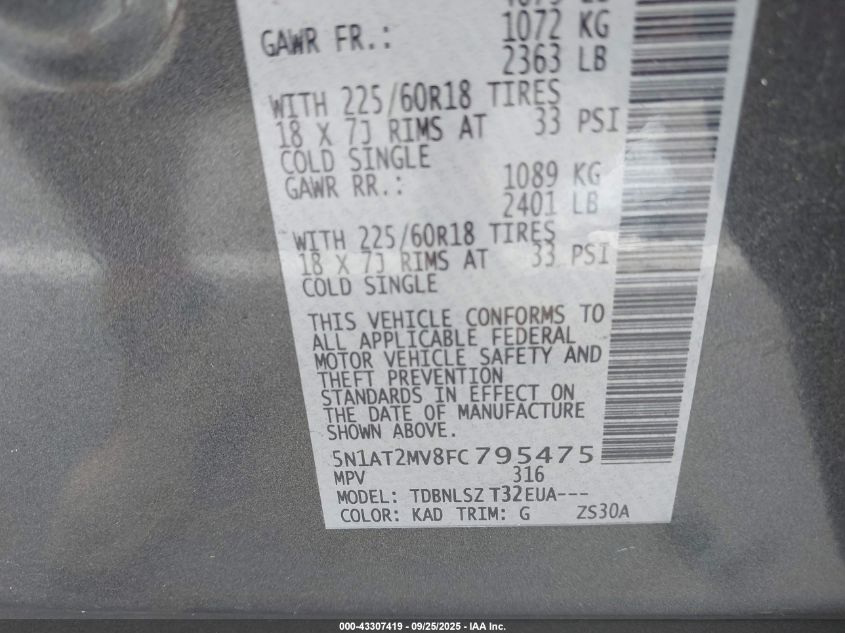 GAWR FR.: 1072 KG
2363 LB
WITH 225/60R18 TIRES
18 X 7J RIMS AT 33 PSI
COLD SINGLE
GAWR RR.: 1089 KG
2401 LB
WITH 225/60R18 TIRES
18 X 7J RIMS AT 33 PSI
COLD SINGLE
THIS VEHICLE CONFORMS TO
ALL APPLICABLE FEDERAL
MOTOR VEHICLE SAFETY AND
THEFT PREVENTION
STANDARDS IN EFFECT ON
THE DATE OF MANUFACTURE
SHOWN ABOVE.
5N1AT2MV8FC795475
MPV 316
MODEL: TDBNLSZ T32EUA---
COLOR: KAD TRIM: G ZS30A
000-43307419 - 09/25/2025 - IAA Inc.